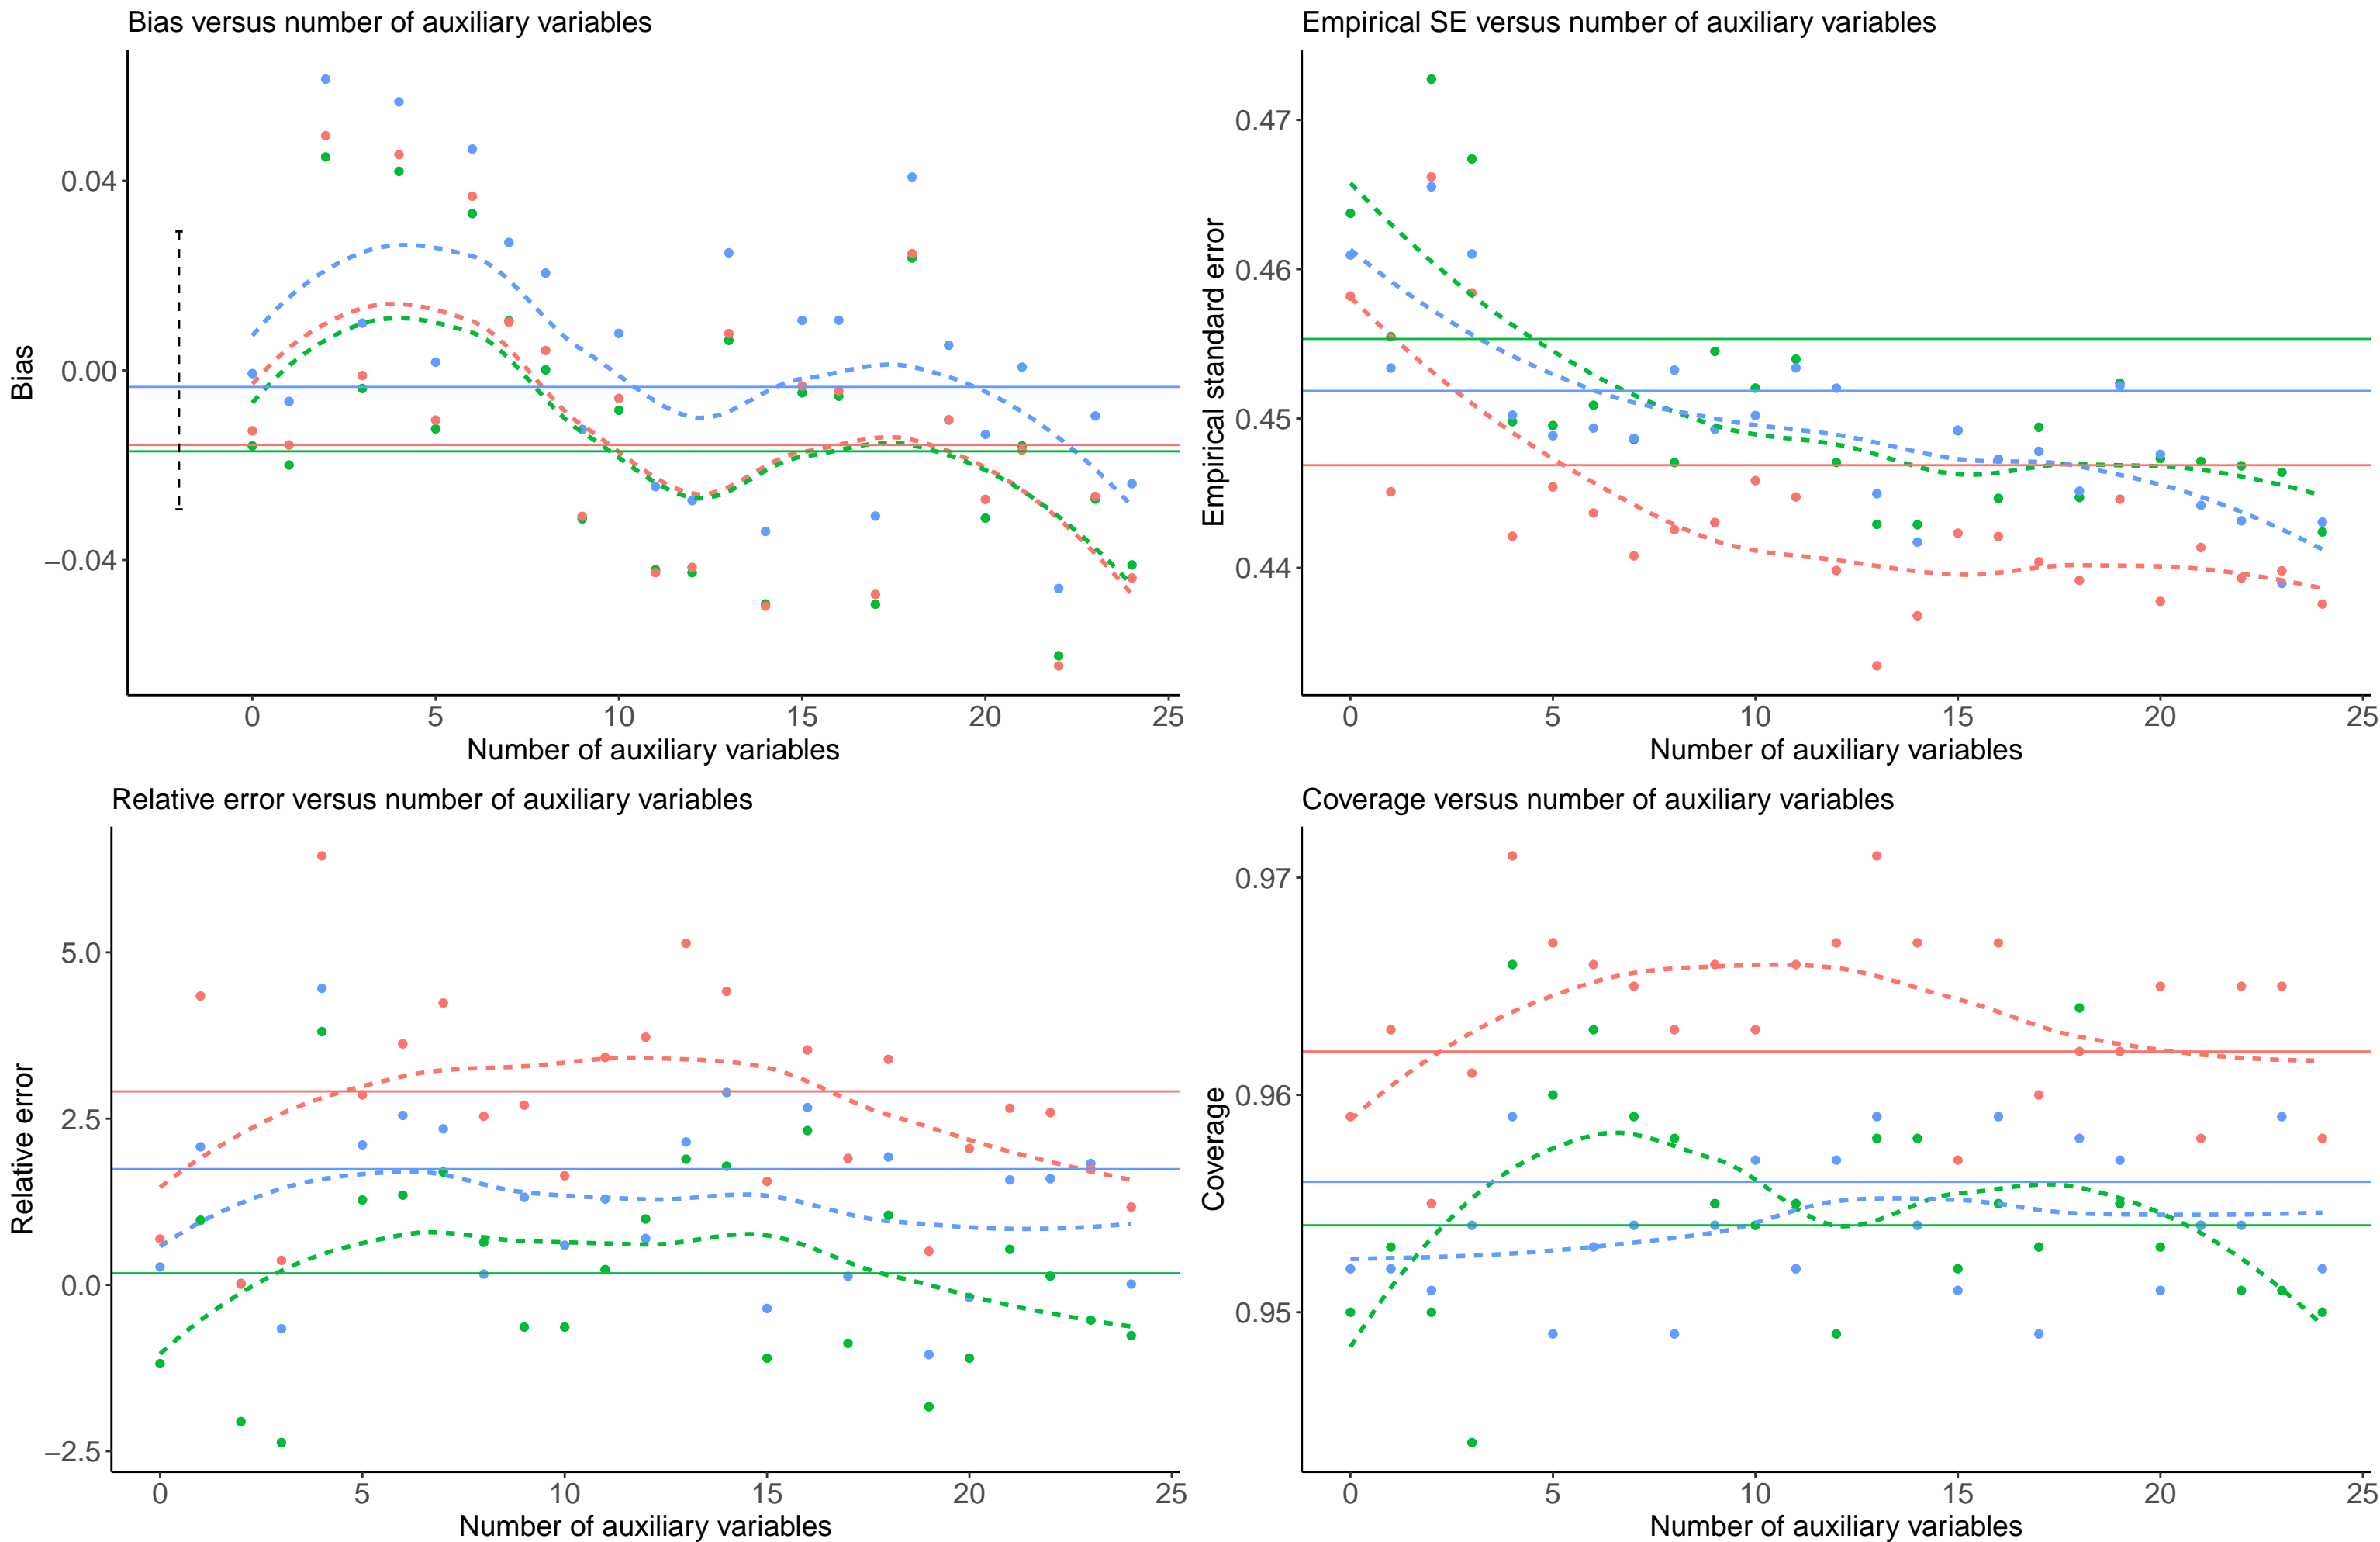 Bias versus number of auxiliary variables
Bias
0.04
0.00
−0.04
0 5 10 15 20 25
Number of auxiliary variables
Empirical SE versus number of auxiliary variables
Empirical standard error
0.47
0.46
0.45
0.44
0 5 10 15 20 25
Number of auxiliary variables
Relative error versus number of auxiliary variables
Relative error
5.0
2.5
0.0
−2.5
0 5 10 15 20 25
Number of auxiliary variables
Coverage versus number of auxiliary variables
Coverage
0.97
0.96
0.95
0 5 10 15 20 25
Number of auxiliary variables